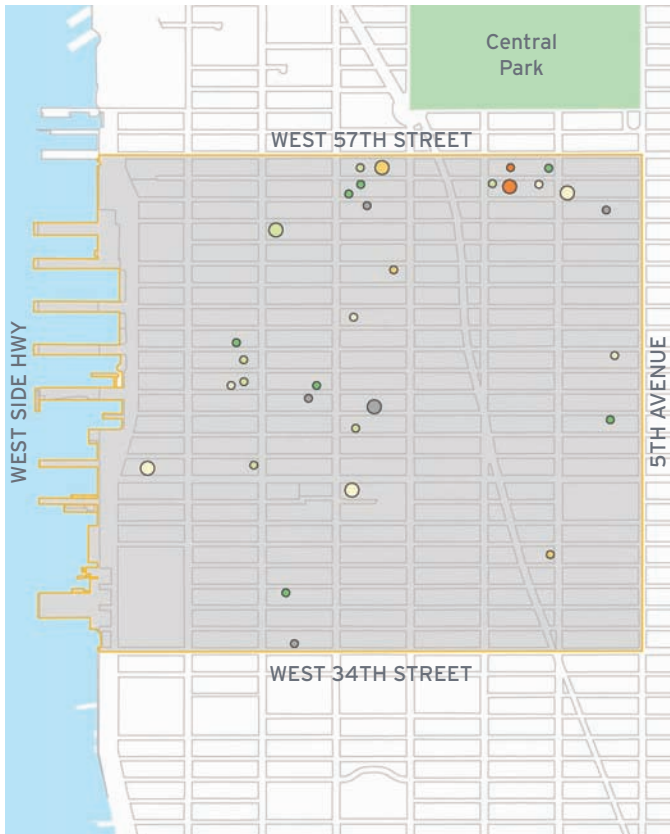 Central
Park
WEST 57TH STREET
WEST SIDE HWY
5TH AVENUE
WEST 34TH STREET